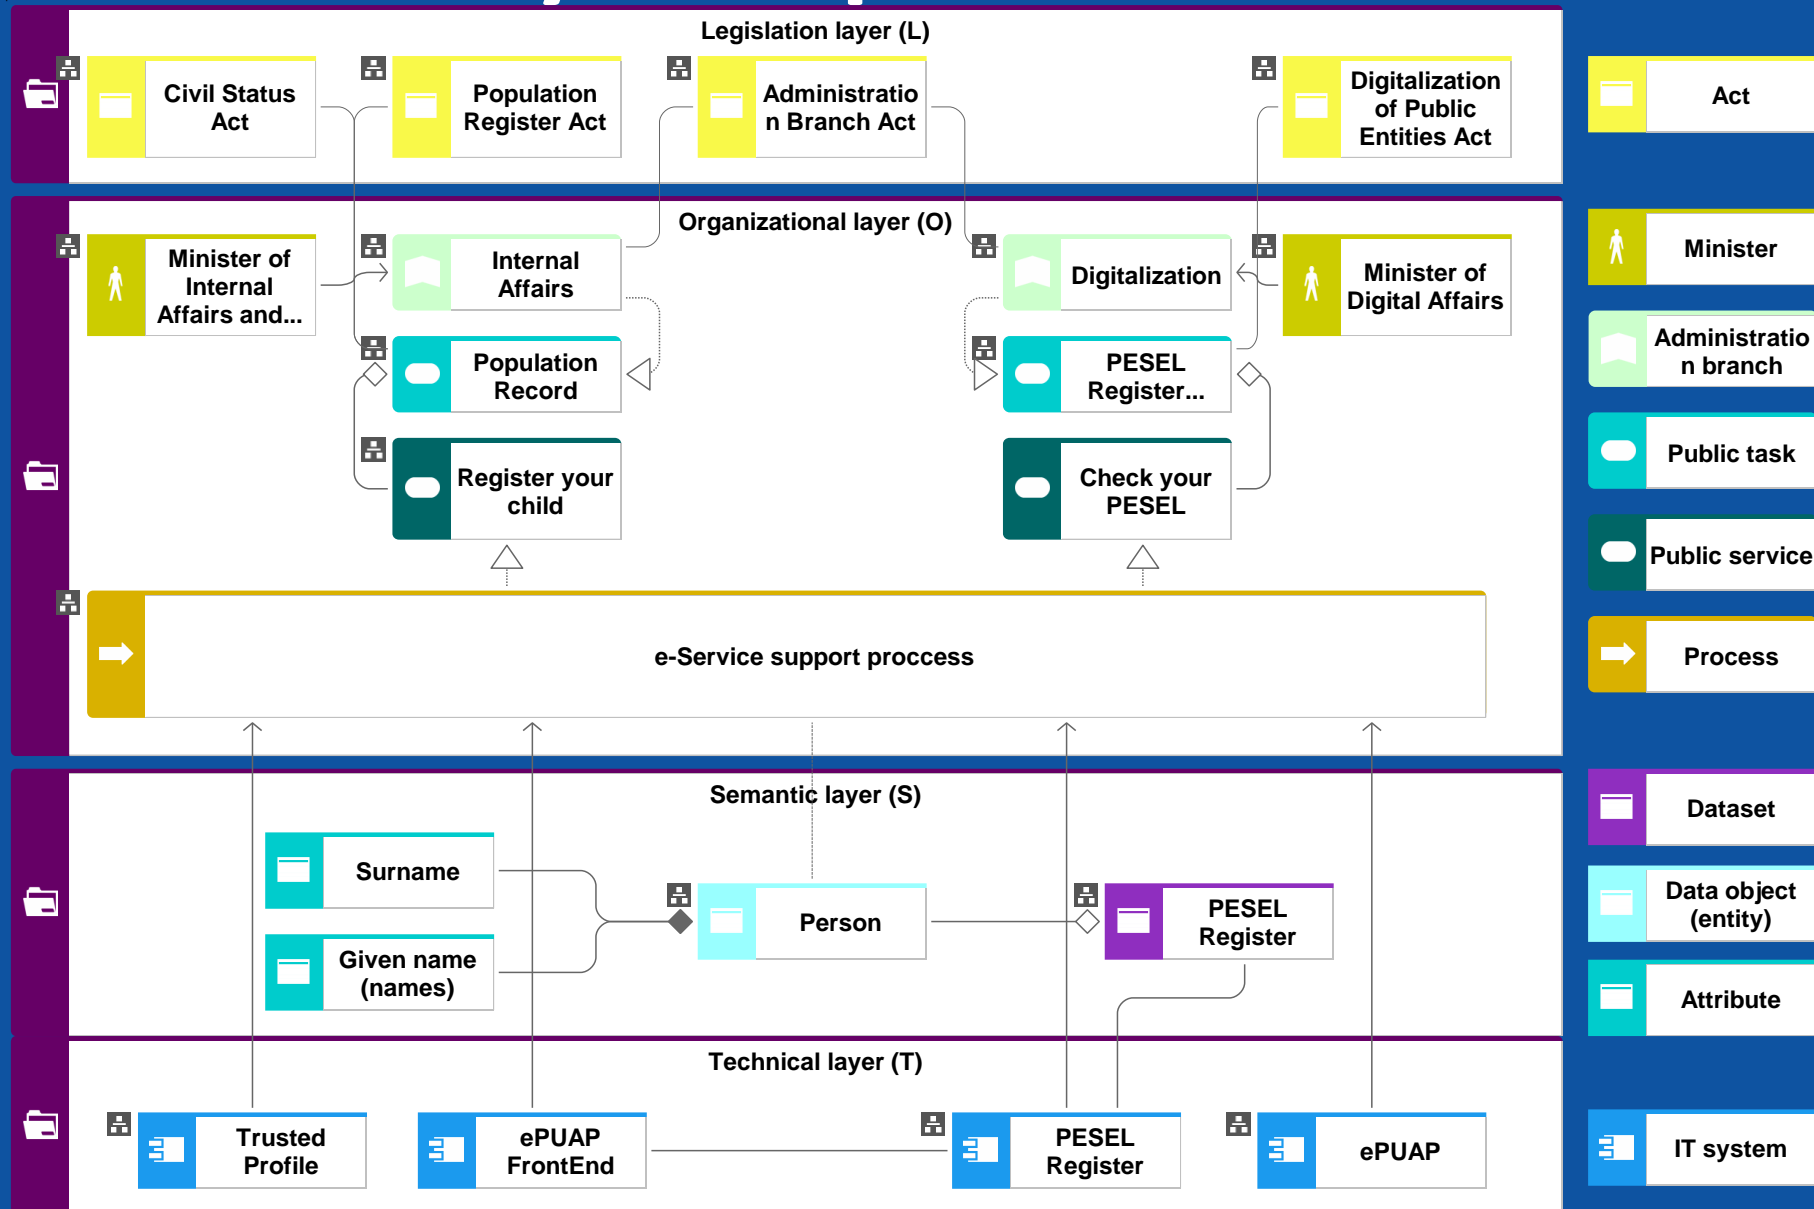 Legislation layer (L)
Civil Status
Act
Population
Register Act
Administratio
n Branch Act
Digitalization
of Public
Entities Act
Act
Organizational layer (O)
Minister of
Internal
Affairs and...
Internal
Affairs
Digitalization
Minister of
Digital Affairs
Minister
Population
Record
PESEL
Register...
Administratio
n branch
Register your
child
Check your
PESEL
Public task
Public service
e-Service support proccess
Process
Semantic layer (S)
Surname
Given name
(names)
Person
PESEL
Register
Dataset
Data object
(entity)
Attribute
Technical layer (T)
Trusted
Profile
ePUAP
FrontEnd
PESEL
Register
ePUAP
IT system